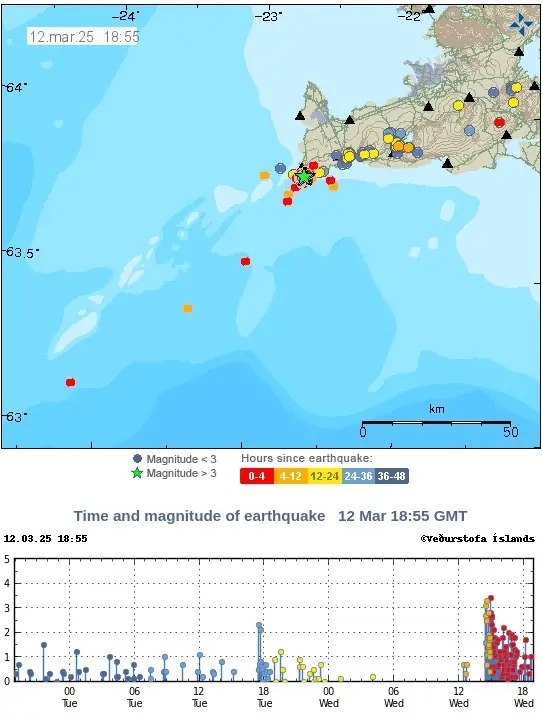 -24° -23° -22°
12.mar.25 18:55
64°
63.5°
63°
km
0 50
Magnitude < 3
Magnitude > 3
Hours since earthquake:
0-4 4-12 12-24 24-36 36-48
Time and magnitude of earthquake 12 Mar 18:55 GMT
12.03.25 18:55 ©Veðurstofa Íslands
5
4
3
2
1
0
00 06 12 18 00 06 12 18
Tue Tue Tue Tue Wed Wed Wed Wed